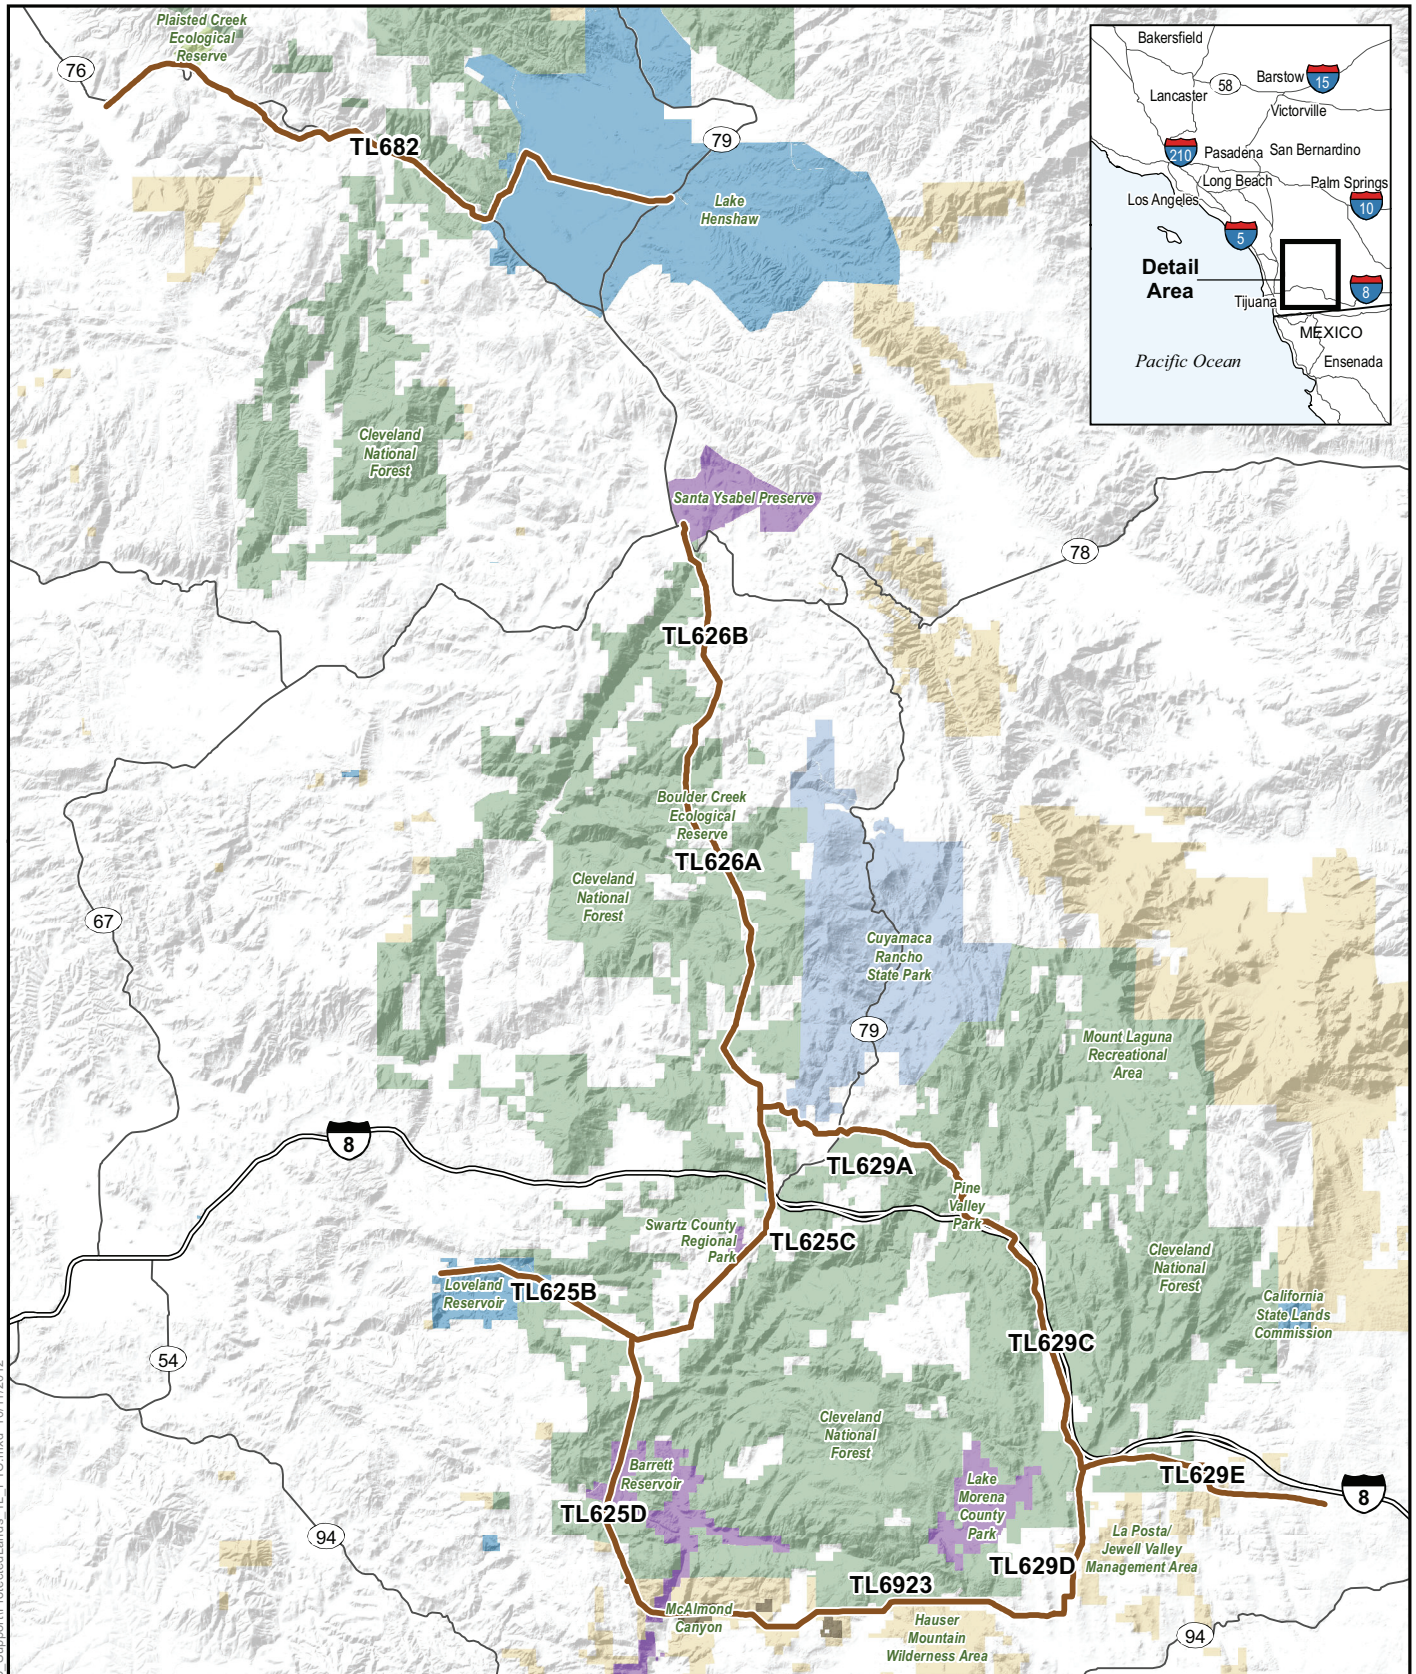 Plaisted Creek
Ecological
Reserve
76
TL682
79
Lake
Henshaw
Bakersfield
58
Barstow
15
Lancaster
Victorville
210
Pasadena
San Bernardino
Long Beach
Palm Springs
Los Angeles
10
5
Detail
Area
8
Tijuana
MEXICO
Pacific Ocean
Ensenada
Cleveland
National
Forest
Santa Ysabel Preserve
78
TL626B
Boulder Creek
Ecological
Reserve
TL626A
Cleveland
National
Forest
67
Cuyamaca
Rancho
State Park
79
Mount Laguna
Recreational
Area
8
TL629A
Pine
Valley
Park
Swartz County
Regional
Park
TL625C
Loveland
Reservoir
TL625B
Cleveland
National
Forest
California
State Lands
Commission
54
TL629C
Cleveland
National
Forest
Barrett
Reservoir
Lake
Morena
County
Park
TL629E
8
TL625D
94
La Posta/
Jewell Valley
Management Area
TL629D
TL6923
McAlmond
Canyon
Hauser
Mountain
Wilderness Area
94